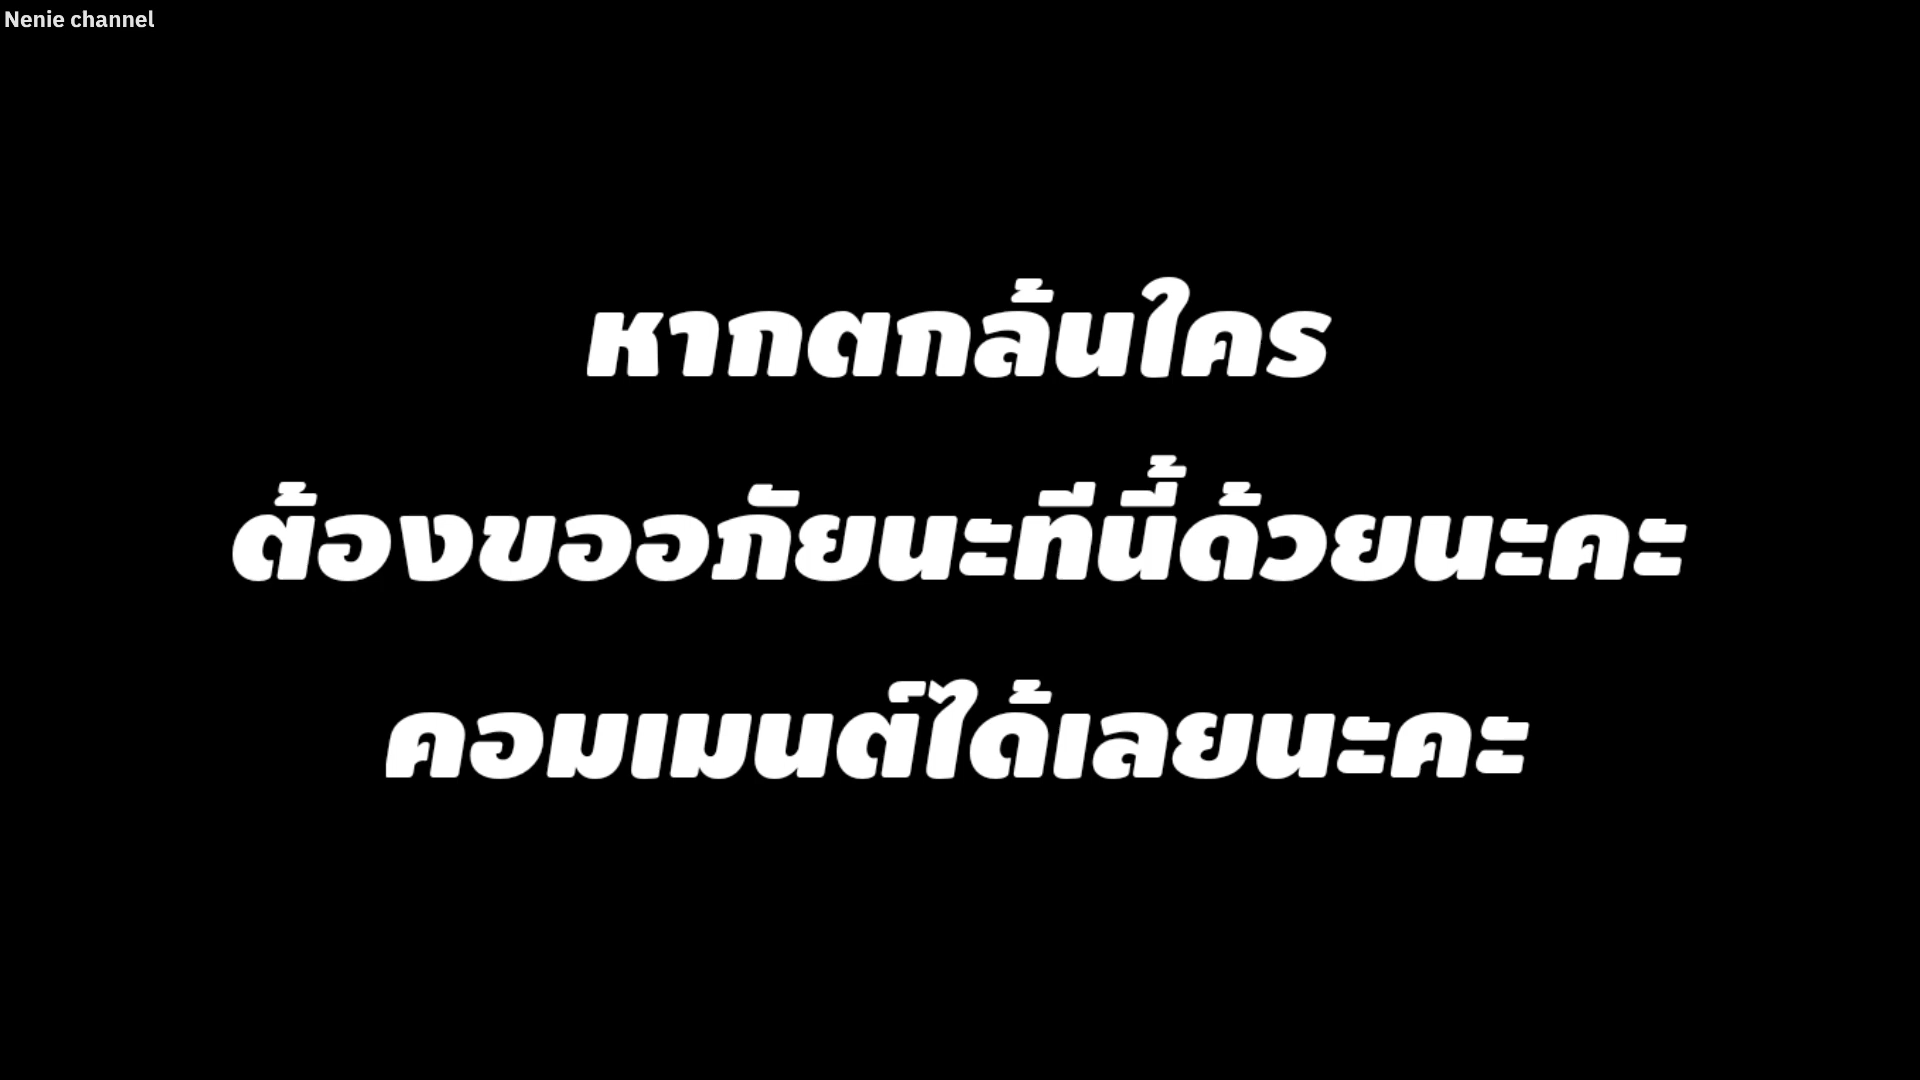 Nenie channel
หากตกล้นใคร
ต้องขออภัยนะทีนี้ด้วยนะคะ
คอมเมนต์ได้เลยนะคะ